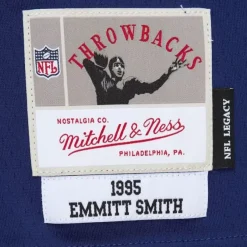 THROWBACKS
NFL
NOSTALGIA CO.
Mitchell & Ness
PHILADELPHIA, PA.
NFL LEGACY
1995
EMMITT SMITH